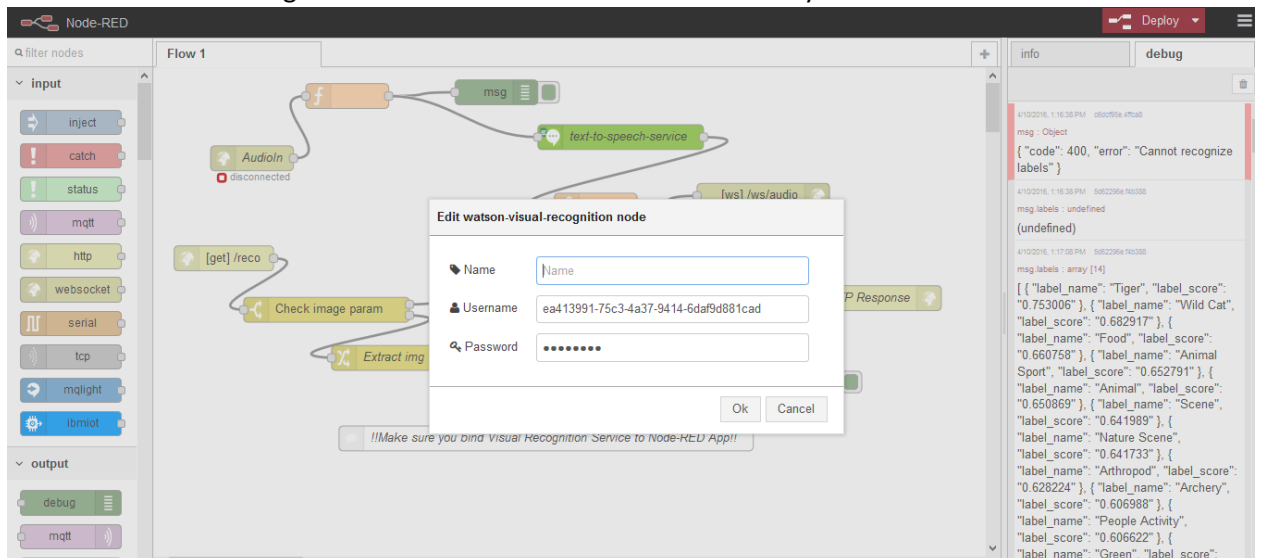 Node-RED
Deploy
filter nodes
input
inject
catch
status
mqtt
http
websocket
serial
tcp
mqlight
ibmiot
output
debug
mqtt
Flow 1
msg
text-to-speech-service
AudioIn
disconnected
[ws] /ws/audio
[get] /reco
Check image param
Extract img
P Response
!!Make sure you bind Visual Recognition Service to Node-RED App!!
Edit watson-visual-recognition node
Name
Name
Username
ea413991-75c3-4a37-9414-6daf9d881cad
Password
Ok
Cancel
info
debug
4/10/2016, 1:16:38 PM
msg : Object
{ "code": 400, "error": "Cannot recognize
labels" }
4/10/2016, 1:16:38 PM
msg.labels : undefined
(undefined)
4/10/2016, 1:17:08 PM
msg.labels : array [14]
[ { "label_name": "Tiger", "label_score":
"0.753006" }, { "label_name": "Wild Cat",
"label_score": "0.682917" }, {
"label_name": "Food", "label_score":
"0.660758" }, { "label_name": "Animal
Sport", "label_score": "0.652791" }, {
"label_name": "Animal", "label_score":
"0.650869" }, { "label_name": "Scene",
"label_score": "0.641989" }, {
"label_name": "Nature Scene",
"label_score": "0.641733" }, {
"label_name": "Arthropod", "label_score":
"0.628224" }, { "label_name": "Archery",
"label_score": "0.606988" }, {
"label_name": "People Activity",
"label_score": "0.606622" }, {
"label_name": "Green", "label_score":